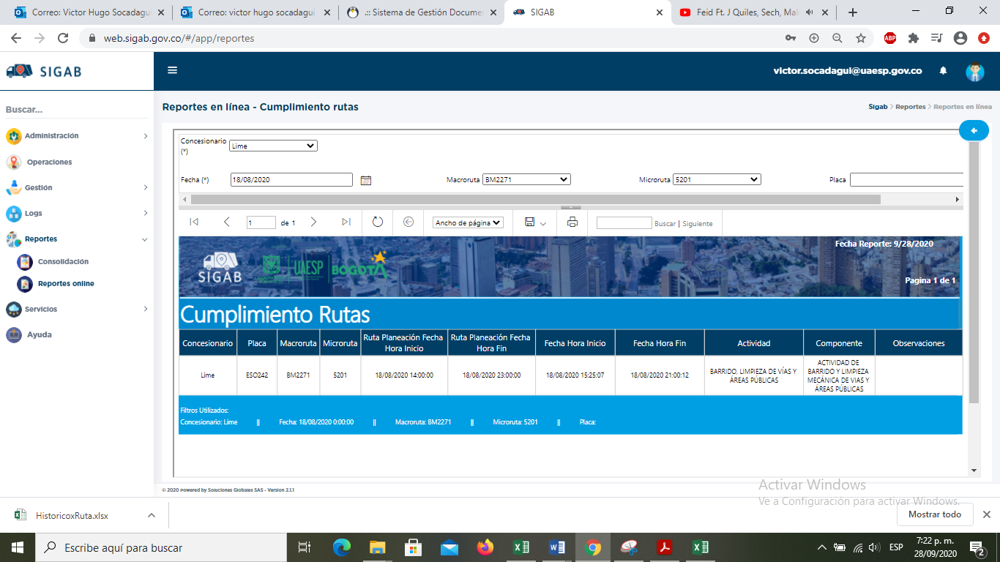 Correo: Victor Hugo Socadagu
Correo: victor hugo socadagui
.:: Sistema de Gestión Docume
SIGAB
Feid Ft. J Quiles, Sech, Mal
web.sigab.gov.co/#/app/reportes
ABP
SIGAB
victor.socadagui@uaesp.gov.co
Buscar...
Administración
Operaciones
Gestión
Logs
Reportes
Consolidación
Reportes online
Servicios
Ayuda
Reportes en línea - Cumplimiento rutas
Sigab > Reportes > Reportes en línea
Concesionario (*) Lime
Fecha (*) 18/08/2020 Macroruta BM2271 Microruta 5201 Placa
1 de 1 Ancho de página Buscar | Siguiente
Fecha Reporte: 9/28/2020
SIGAB UAESP BOGOTÁ
Pagina 1 de 1
Cumplimiento Rutas
Concesionario Placa Macroruta Microruta Ruta Planeación Fecha Hora Inicio Ruta Planeación Fecha Hora Fin Fecha Hora Inicio Fecha Hora Fin Actividad Componente Observaciones
Lime ESO242 BM2271 5201 18/08/2020 14:00:00 18/08/2020 23:00:00 18/08/2020 15:25:07 18/08/2020 21:00:12 BARRIDO, LIMPIEZA DE VÍAS Y ÁREAS PÚBLICAS ACTIVIDAD DE BARRIDO Y LIMPIEZA MECÁNICA DE VIAS Y ÁREAS PÚBLICAS
Filtros Utilizados:
Concesionario: Lime || Fecha: 18/08/2020 0:00:00 || Macroruta: BM2271 || Microruta: 5201 || Placa:
© 2020 Powered by Soluciones Globales SAS - Version 2.1.1
Activar Windows
Ve a Configuración para activar Windows.
HistoricoxRuta.xlsx
Mostrar todo
Escribe aquí para buscar
ESP
7:22 p. m.
28/09/2020
2